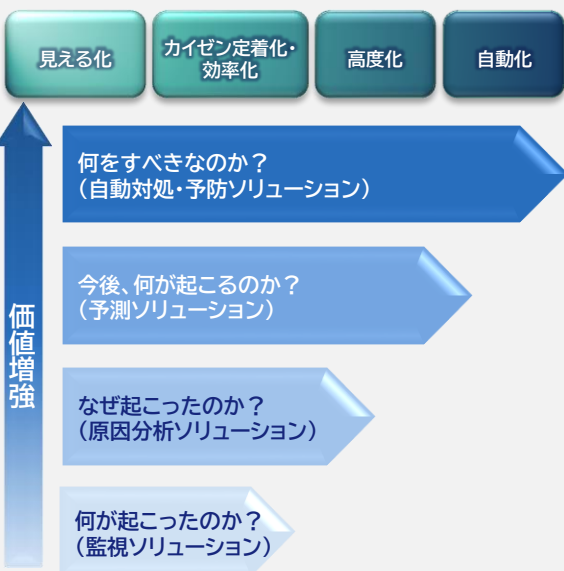 見える化
カイゼン定着化・
効率化
高度化
自動化
何をすべきなのか？
（自動対処・予防ソリューション）
今後、何が起こるのか？
（予測ソリューション）
価値増強
なぜ起こったのか？
（原因分析ソリューション）
何が起こったのか？
（監視ソリューション）